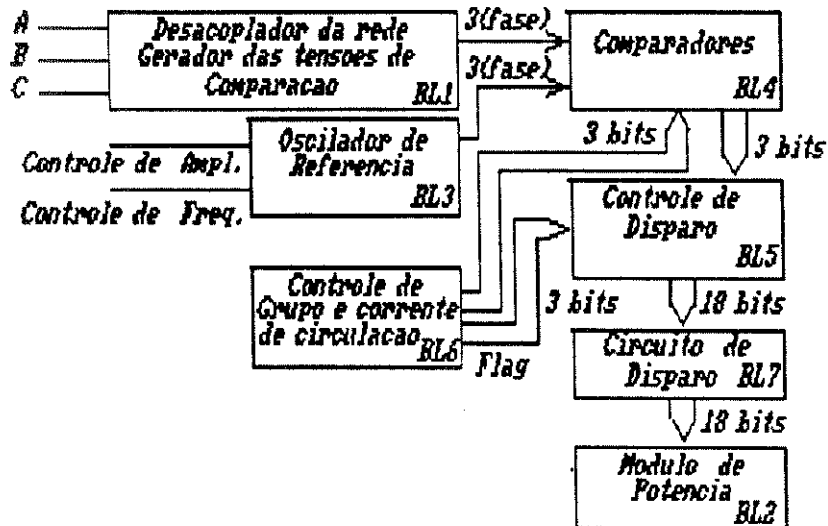 A
B
C
Desacoplador da rede
Gerador das tensoes de
Comparacao
BL1
3(fase)
3(fase)
Comparadores
BL4
Controle de Ampl.
Controle de Freq.
Oscilador de
Referencia
BL3
3 bits
3 bits
Controle de
Disparo
BL5
Controle de
Grupo e corrente
de circulacao
BL6
3 bits
Flag
18 bits
Circuito de
Disparo BL7
18 bits
Modulo de
Potencia
BL2